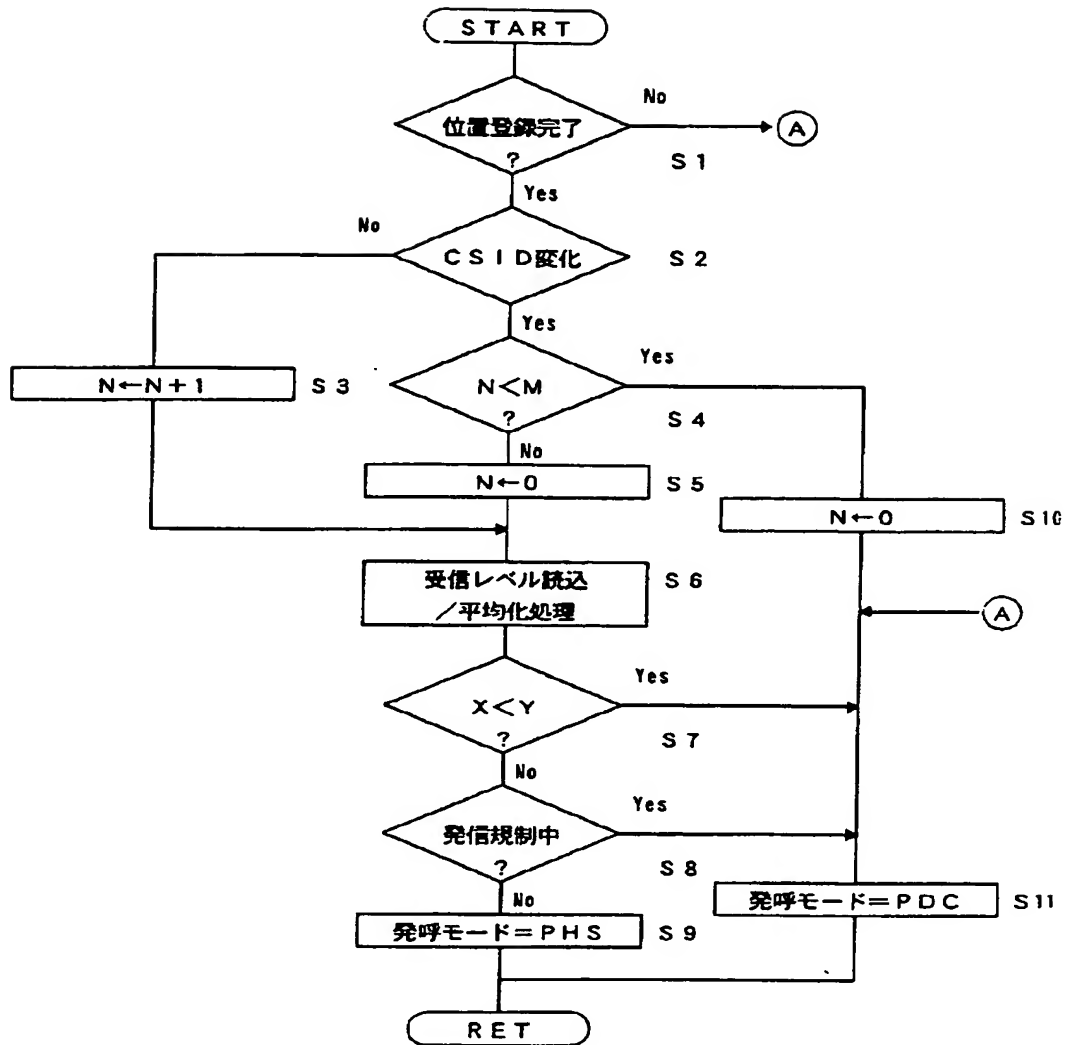 START
No
位置登録完了
?
A
S1
Yes
No
CSID変化
S2
Yes
Yes
N←N+1
S3
N<M
?
S4
No
N←0
S5
N←0
S10
受信レベル読込
/平均化処理
S6
A
Yes
X<Y
?
S7
No
Yes
発信規制中
?
S8
No
発呼モード=PDC
S11
発呼モード=PHS
S9
RET